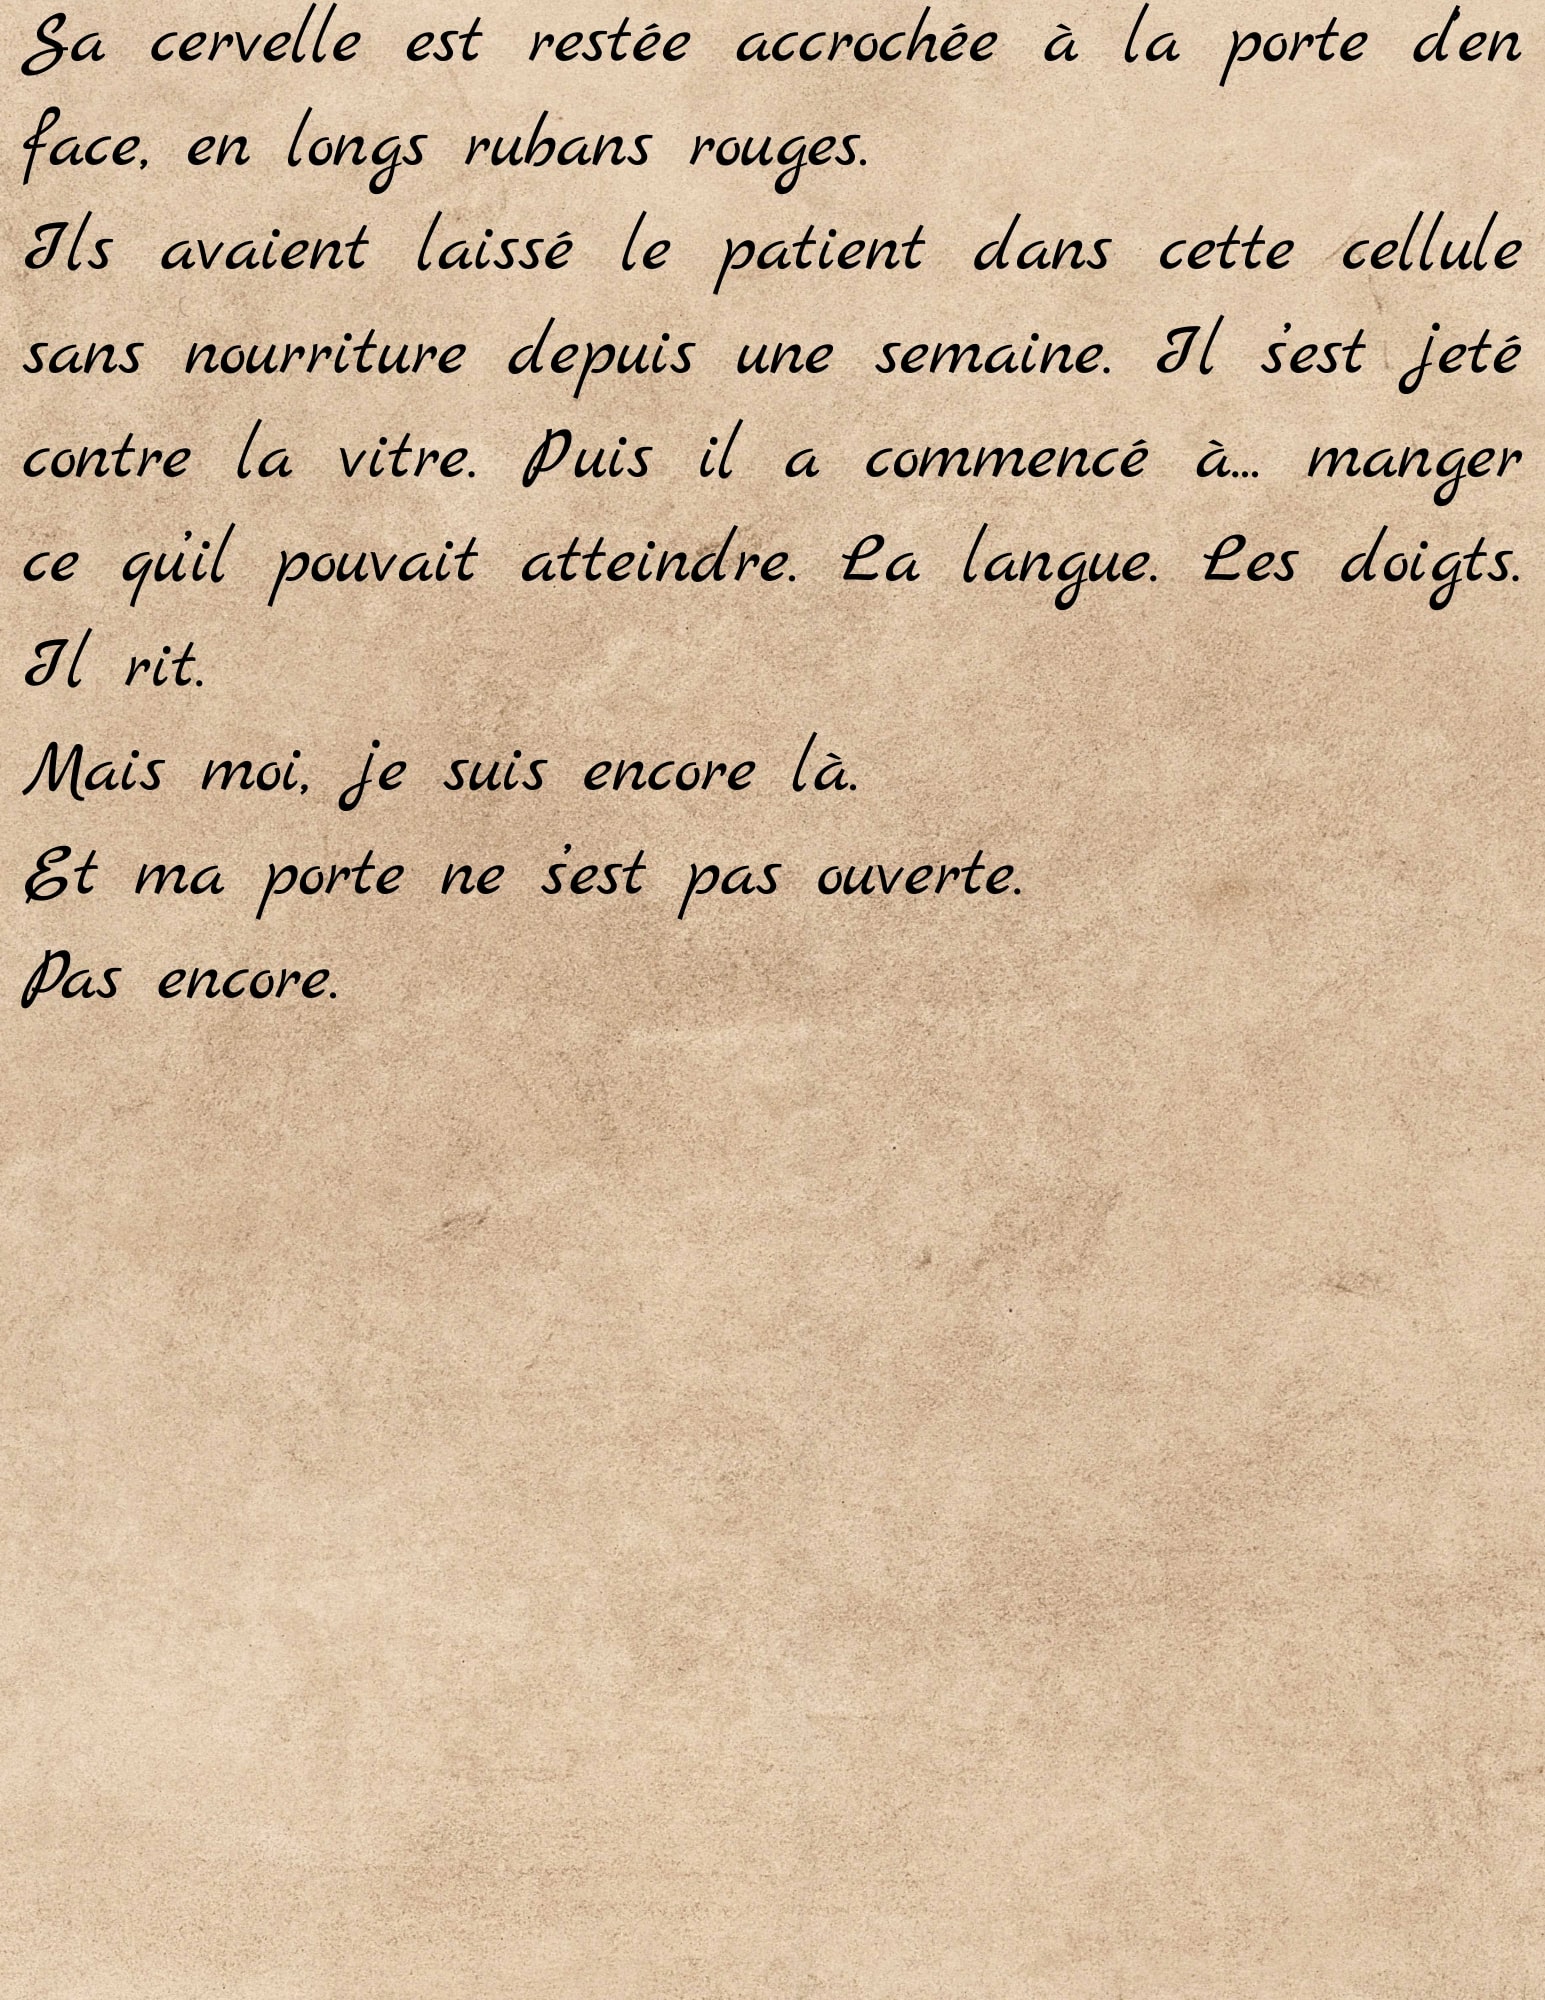 Sa cervelle est restée accrochée à la porte d'en
face, en longs rubans rouges.
Ils avaient laissé le patient dans cette cellule
sans nourriture depuis une semaine. Il s'est jeté
contre la vitre. Puis il a commencé à... manger
ce qu'il pouvait atteindre. La langue. Les doigts.
Il rit.
Mais moi, je suis encore là.
Et ma porte ne s'est pas ouverte.
Pas encore.